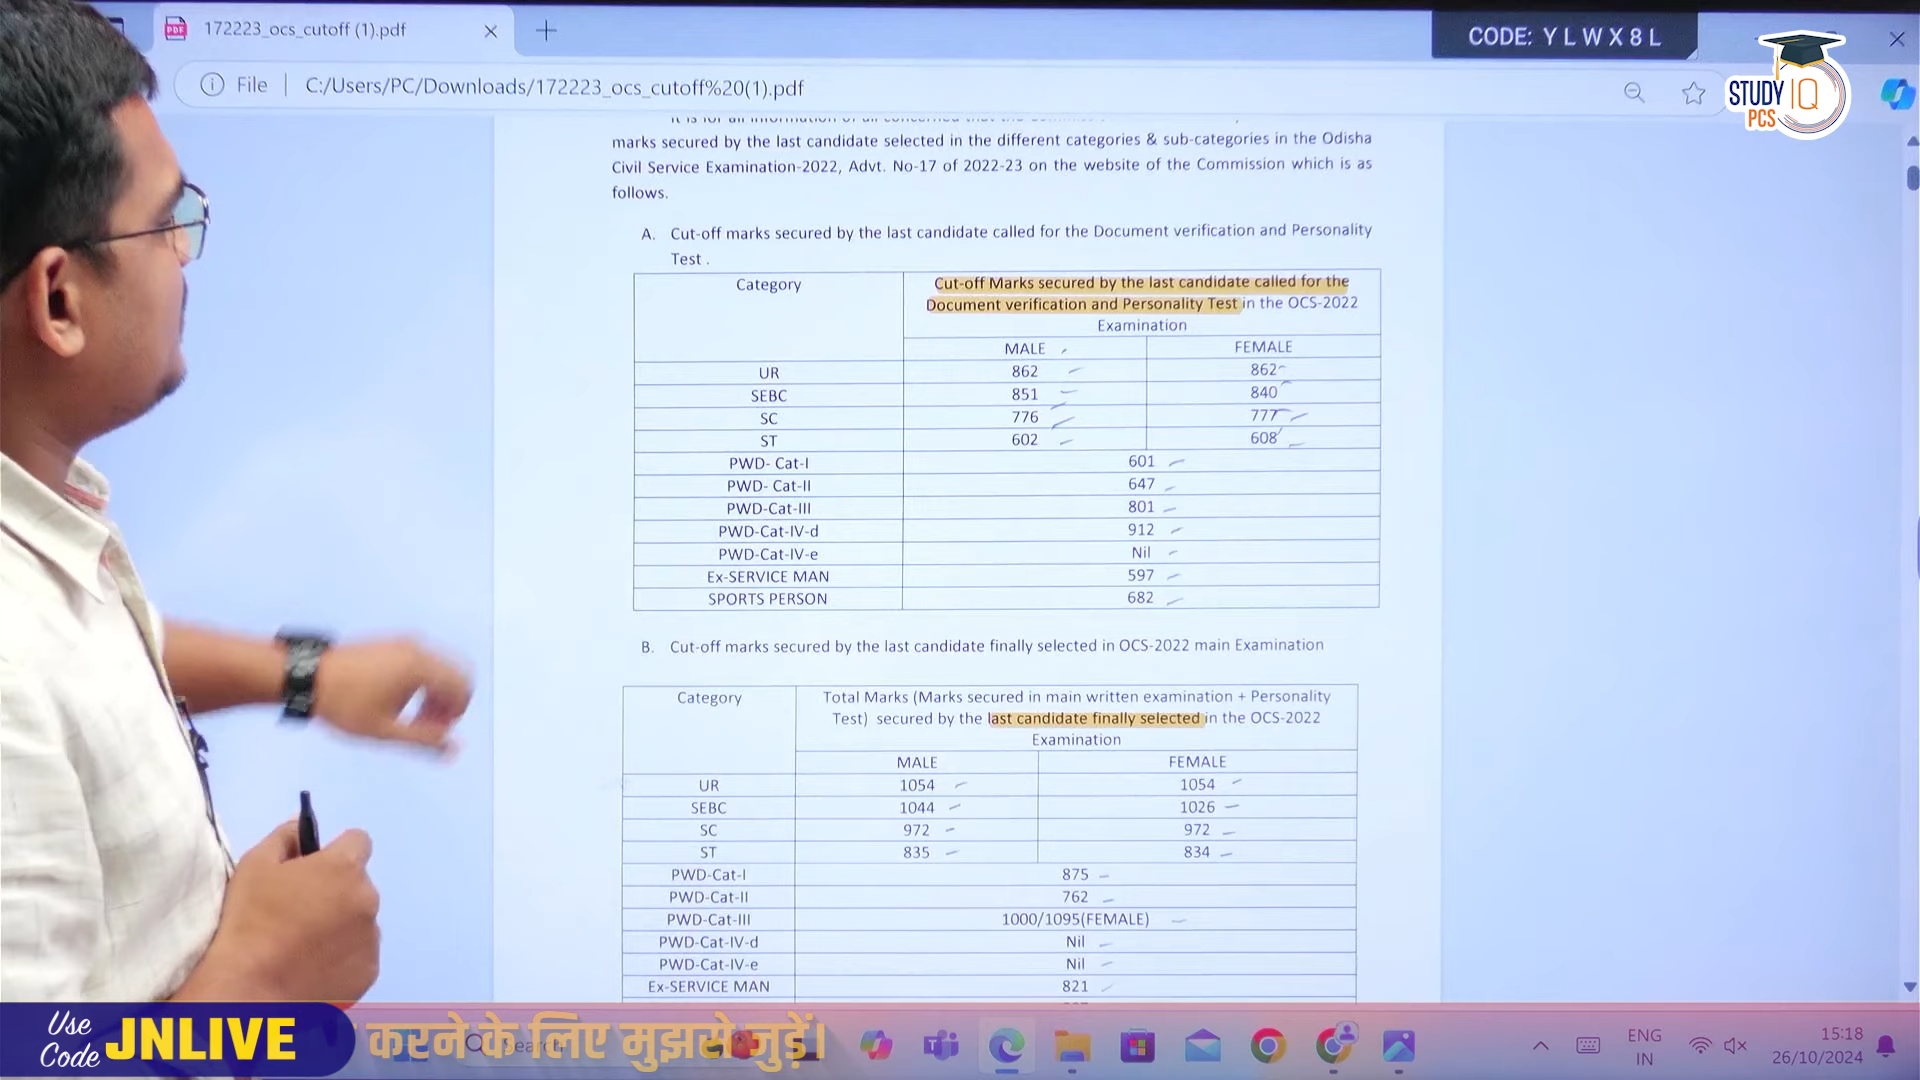 172223_ocs_cutoff (1).pdf
CODE: Y L W X 8 L
File
C:/Users/PC/Downloads/172223_ocs_cutoff%20(1).pdf
STUDY IQ
PCS
marks secured by the last candidate selected in the different categories & sub-categories in the Odisha
Civil Service Examination-2022, Advt. No-17 of 2022-23 on the website of the Commission which is as
follows.
A. Cut-off marks secured by the last candidate called for the Document verification and Personality
Test .
Category
Cut-off Marks secured by the last candidate called for the
Document verification and Personality Test in the OCS-2022
Examination
MALE FEMALE
UR 862 862
SEBC 851 840
SC 776 777
ST 602 608
PWD- Cat-I 601
PWD- Cat-II 647
PWD-Cat-III 801
PWD-Cat-IV-d 912
PWD-Cat-IV-e Nil
Ex-SERVICE MAN 597
SPORTS PERSON 682
B. Cut-off marks secured by the last candidate finally selected in OCS-2022 main Examination
Category
Total Marks (Marks secured in main written examination + Personality
Test) secured by the last candidate finally selected in the OCS-2022
Examination
MALE FEMALE
UR 1054 1054
SEBC 1044 1026
SC 972 972
ST 835 834
PWD-Cat-I 875
PWD-Cat-II 762
PWD-Cat-III 1000/1095(FEMALE)
PWD-Cat-IV-d Nil
PWD-Cat-IV-e Nil
Ex-SERVICE MAN 821
Use
Code JNLIVE
करने के लिए मुझसे जुड़ें।
Search
ENG
IN
15:18
26/10/2024